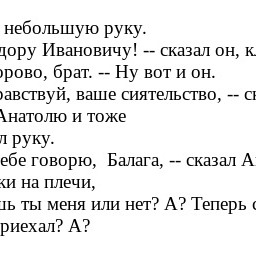 небольшую руку.
дору Ивановичу! -- сказал он, к
рово, брат. -- Ну вот и он.
равствуй, ваше сиятельство, -- с
Анатолю и тоже
л руку.
ебе говорю,  Балага, -- сказал А
ки на плечи,
шь ты меня или нет? А? Теперь с
риехал? А?